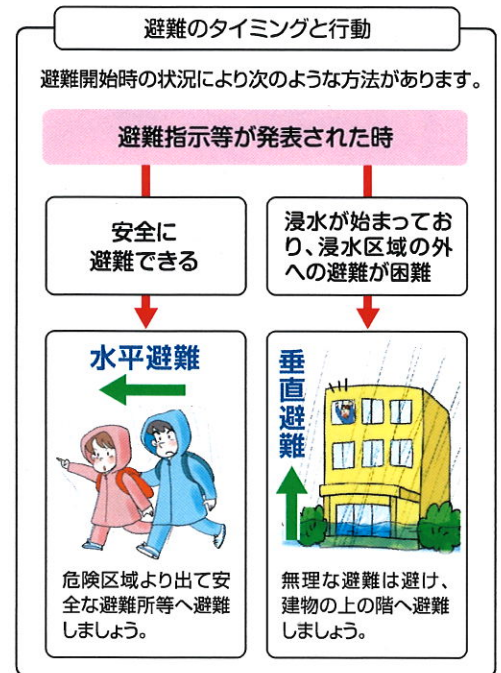 避難のタイミングと行動
避難開始時の状況により次のような方法があります。
避難指示等が発表された時
安全に
避難できる
浸水が始まってお
り、浸水区域の外
への避難が困難
水平避難
危険区域より出て安
全な避難所等へ避難
しましょう。
垂直避難
無理な避難は避け、
建物の上の階へ避難
しましょう。